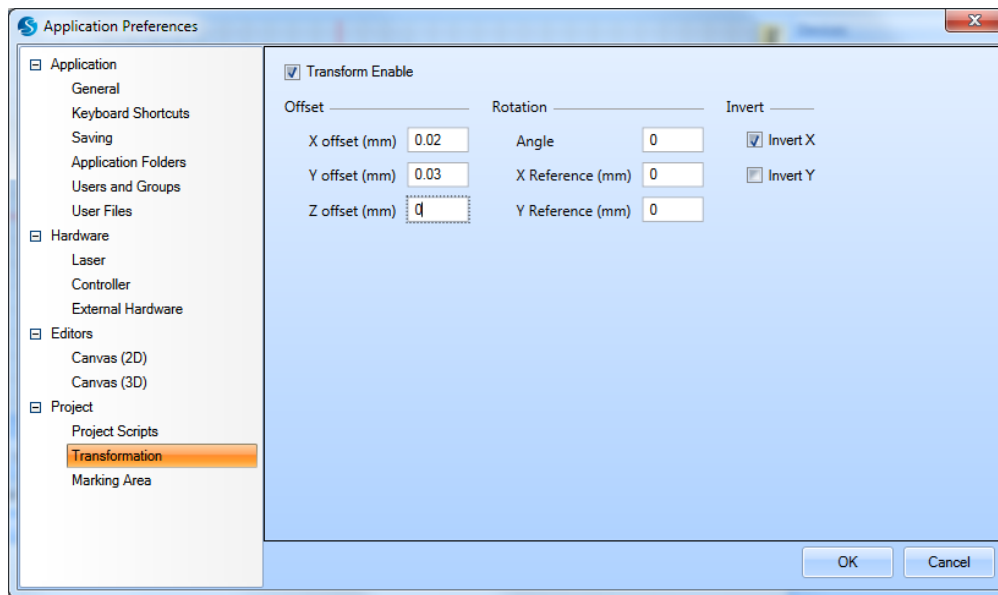 Application Preferences
Application
General
Keyboard Shortcuts
Saving
Application Folders
Users and Groups
User Files
Hardware
Laser
Controller
External Hardware
Editors
Canvas (2D)
Canvas (3D)
Project
Project Scripts
Transformation
Marking Area
Transform Enable
Offset Rotation Invert
X offset (mm) 0.02 Angle 0 Invert X
Y offset (mm) 0.03 X Reference (mm) 0 Invert Y
Z offset (mm) 0 Y Reference (mm) 0
OK Cancel